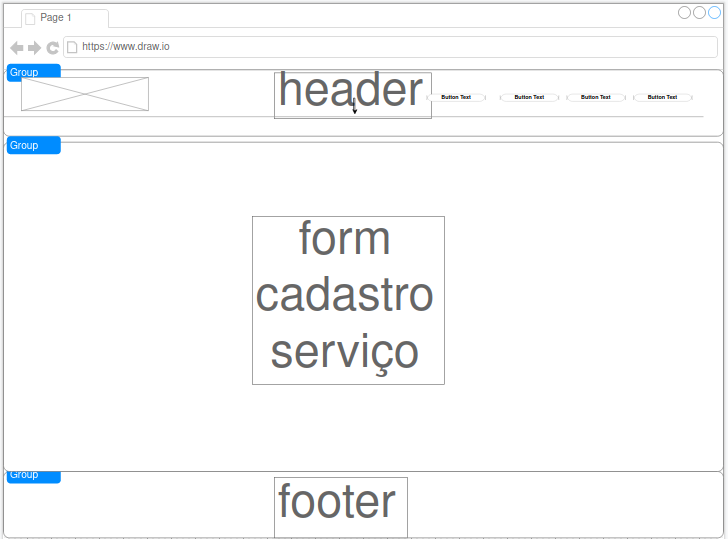 Page 1
https://www.draw.io
Group
header
Button Text
Button Text
Button Text
Button Text
Group
form
cadastro
serviço
Group
footer